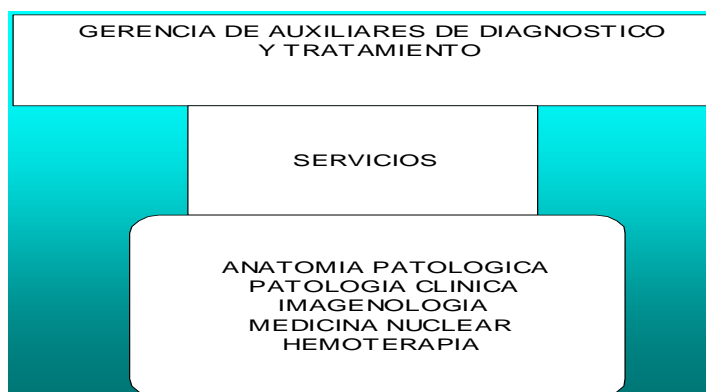 GERENCIA DE AUXILIARES DE DIAGNOSTICO
Y TRATAMIENTO
SERVICIOS
ANATOMIA PATOLOGICA
PATOLOGIA CLINICA
IMAGENOLOGIA
MEDICINA NUCLEAR
HEMOTERAPIA